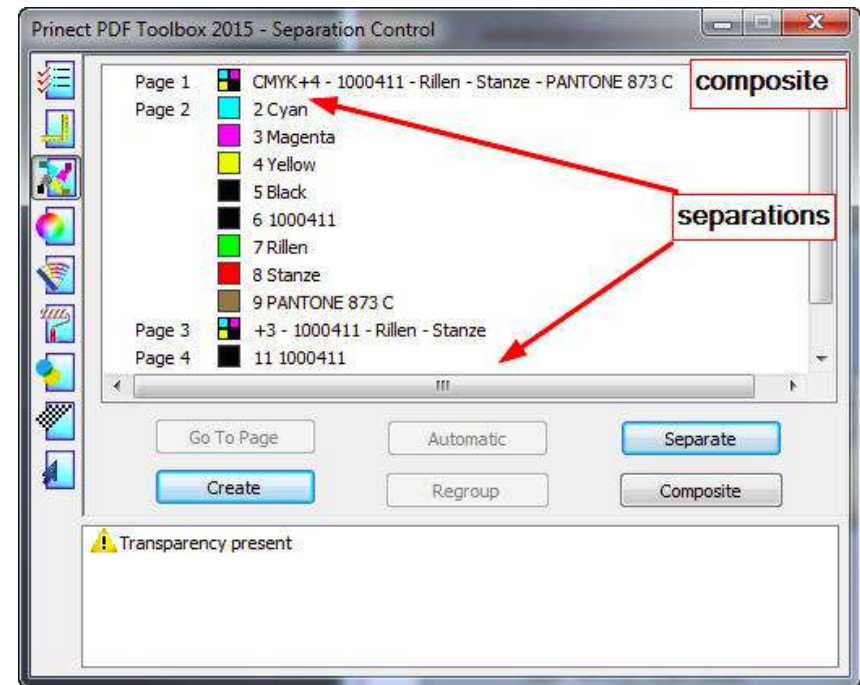 Prinect PDF Toolbox 2015 - Separation Control
Page 1 CMYK+4 - 1000411 - Rillen - Stanze - PANTONE 873 C
composite
Page 2 2 Cyan
3 Magenta
4 Yellow
5 Black
6 1000411
separations
7 Rillen
8 Stanze
9 PANTONE 873 C
Page 3 +3 - 1000411 - Rillen - Stanze
Page 4 11 1000411
Go To Page Automatic Separate
Create Regroup Composite
Transparency present